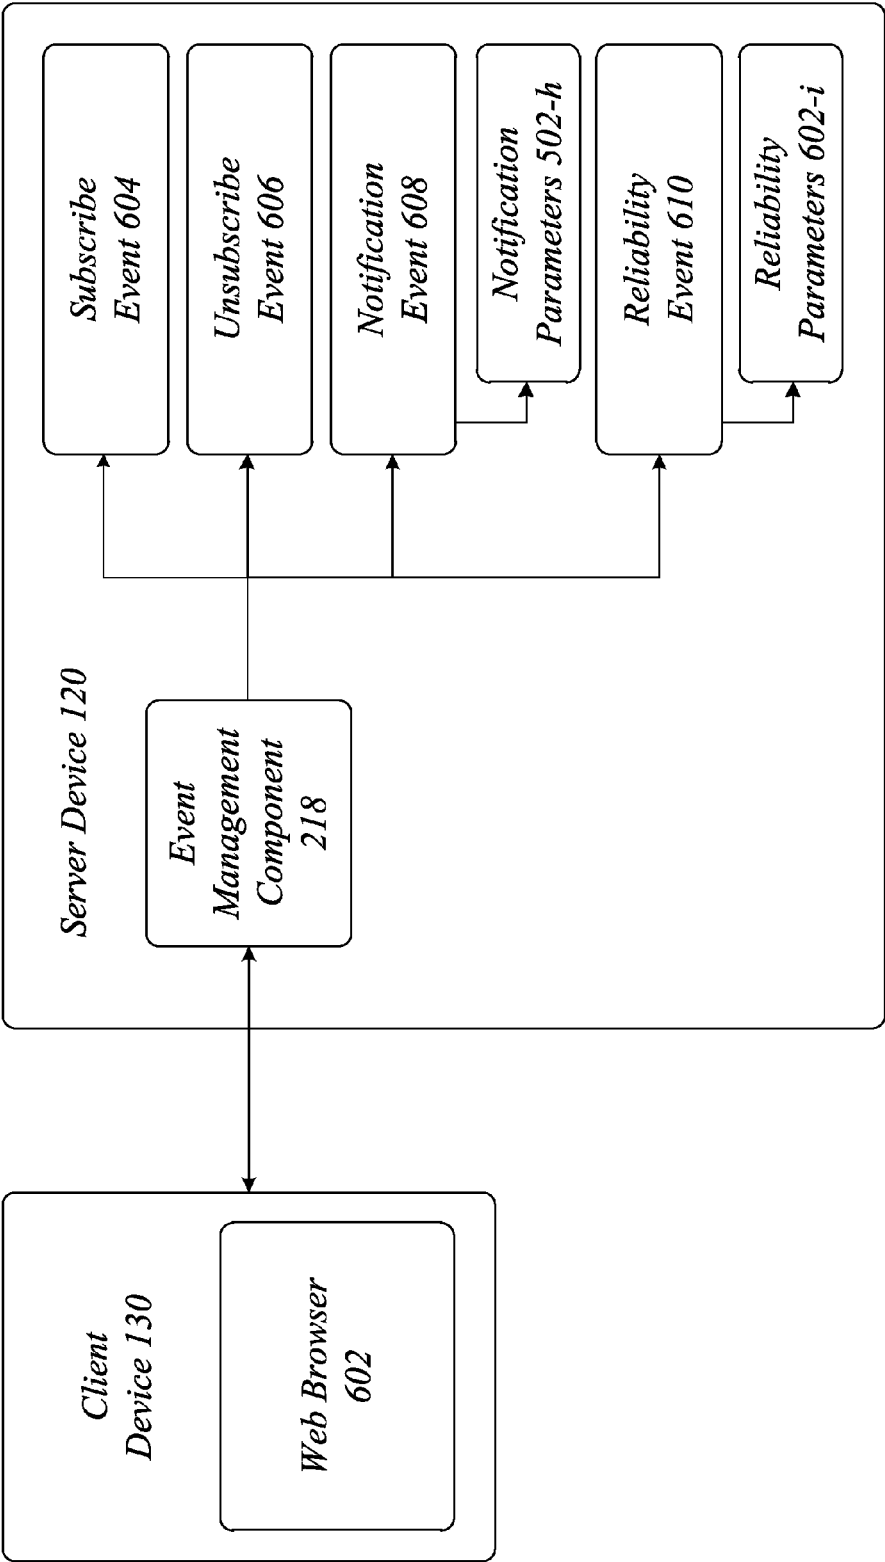 Client
Device 130
Web Browser
602
Server Device 120
Event
Management
Component
218
Subscribe
Event 604
Unsubscribe
Event 606
Notification
Event 608
Notification
Parameters 502-h
Reliability
Event 610
Reliability
Parameters 602-i